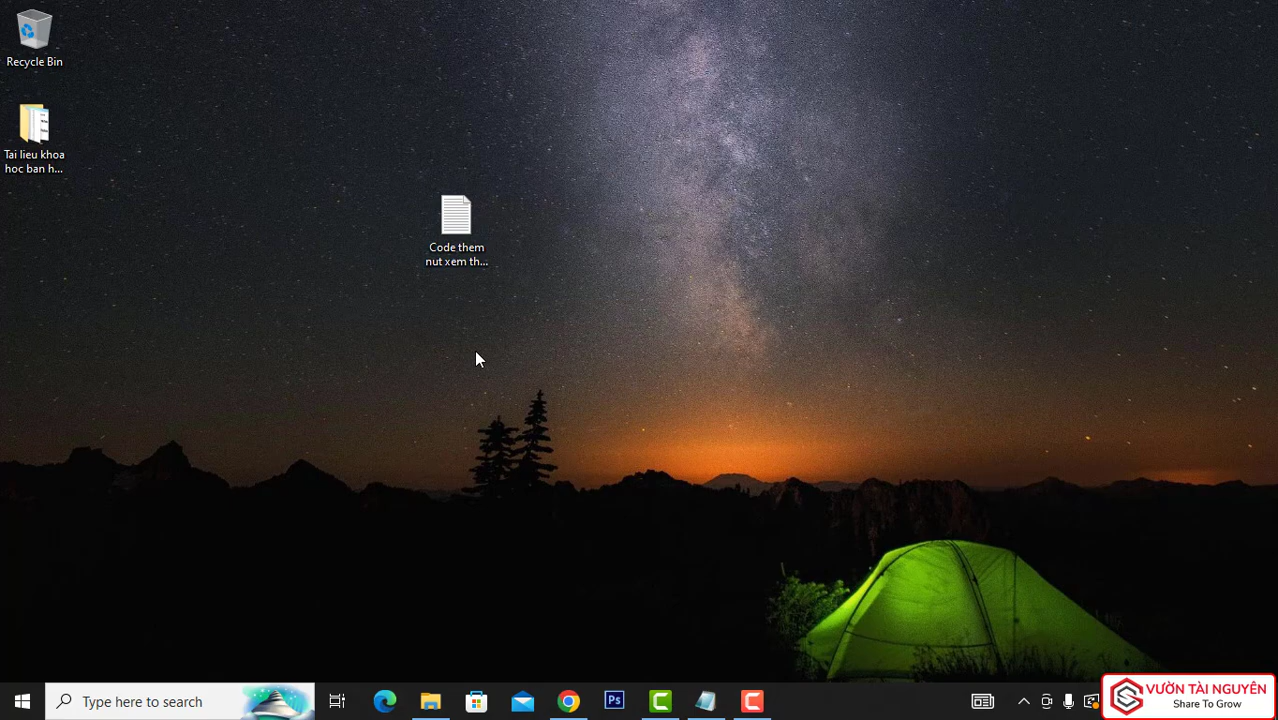 Recycle Bin
Tai lieu khoa
hoc ban h...
Code them
nut xem th...
Type here to search
Ps
VƯỜN TÀI NGUYÊN
Share To Grow